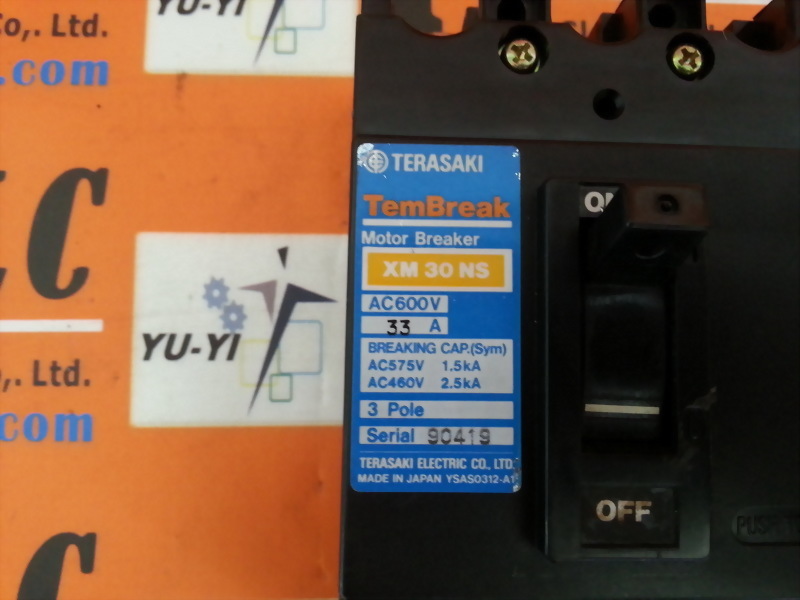 Co,. Ltd.
YU-YI
.com
TERASAKI
TemBreak
Motor Breaker
XM 30 NS
AC600V
33 A
BREAKING CAP.(Sym)
AC575V 1.5kA
AC460V 2.5kA
3 Pole
Serial 90419
TERASAKI ELECTRIC CO., LTD.
MADE IN JAPAN YSAS0312-A1
OFF
PUSH
YU-YI
C
,. Ltd.
com
C